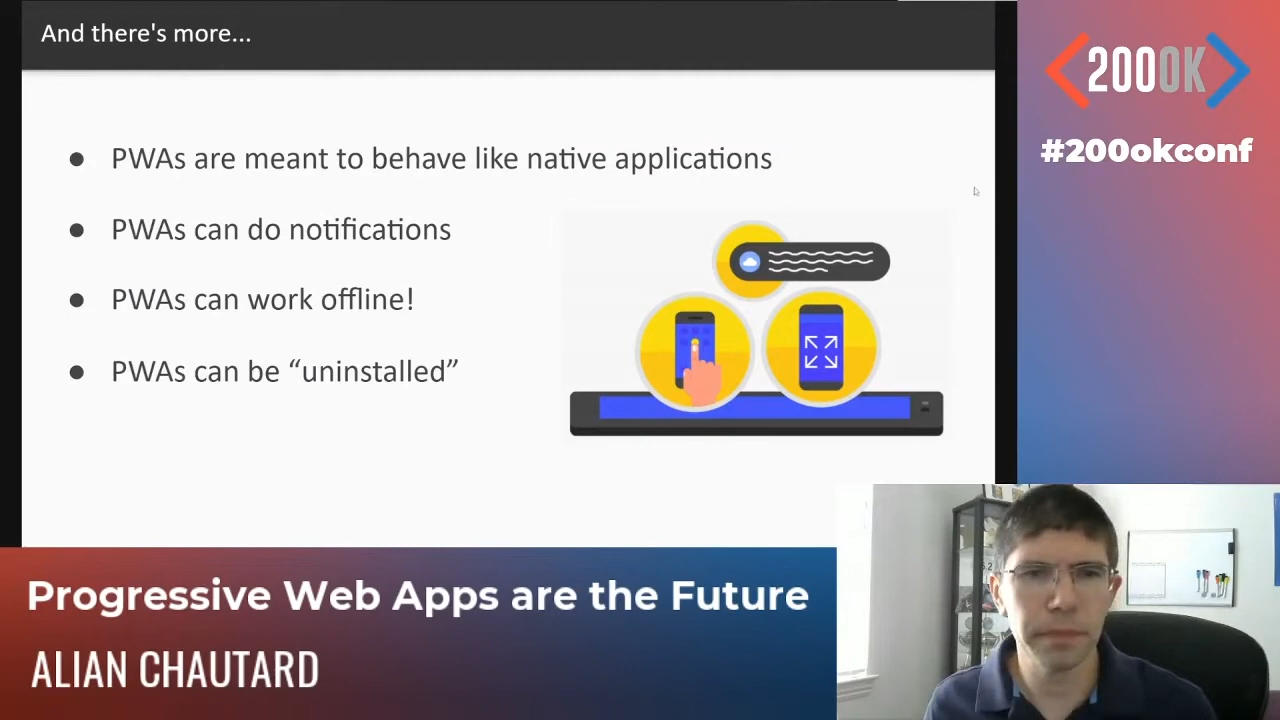 And there's more...
● PWAs are meant to behave like native applications
● PWAs can do notifications
● PWAs can work offline!
● PWAs can be “uninstalled”
<200OK>
#200okconf
Progressive Web Apps are the Future
ALIAN CHAUTARD